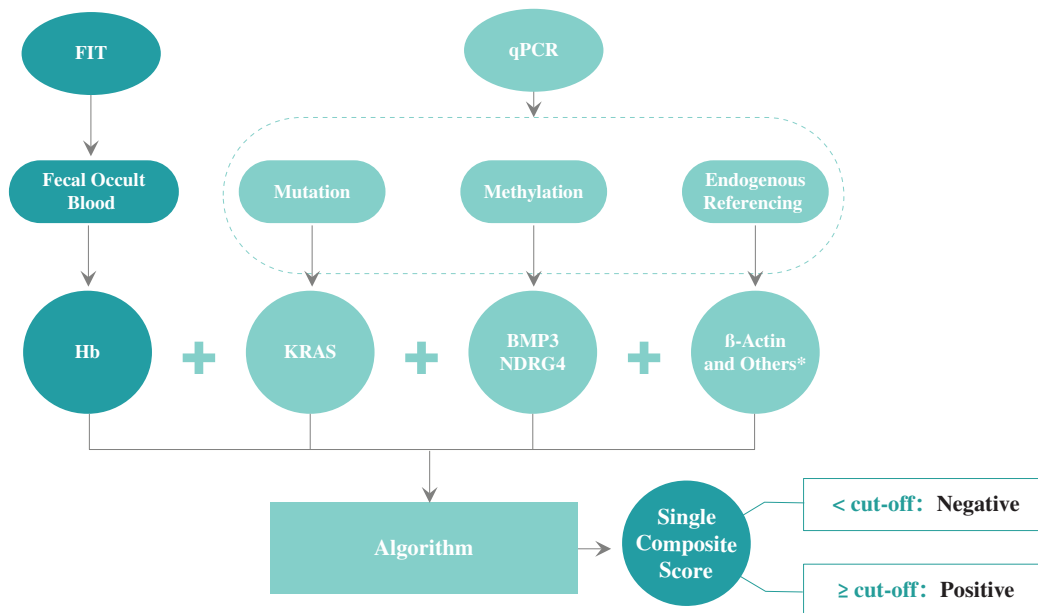 FIT
qPCR
Fecal Occult
Blood
Mutation
Methylation
Endogenous
Referencing
Hb
KRAS
BMP3
NDRG4
ß-Actin
and Others*
Algorithm
Single
Composite
Score
< cut-off: Negative
≥ cut-off: Positive